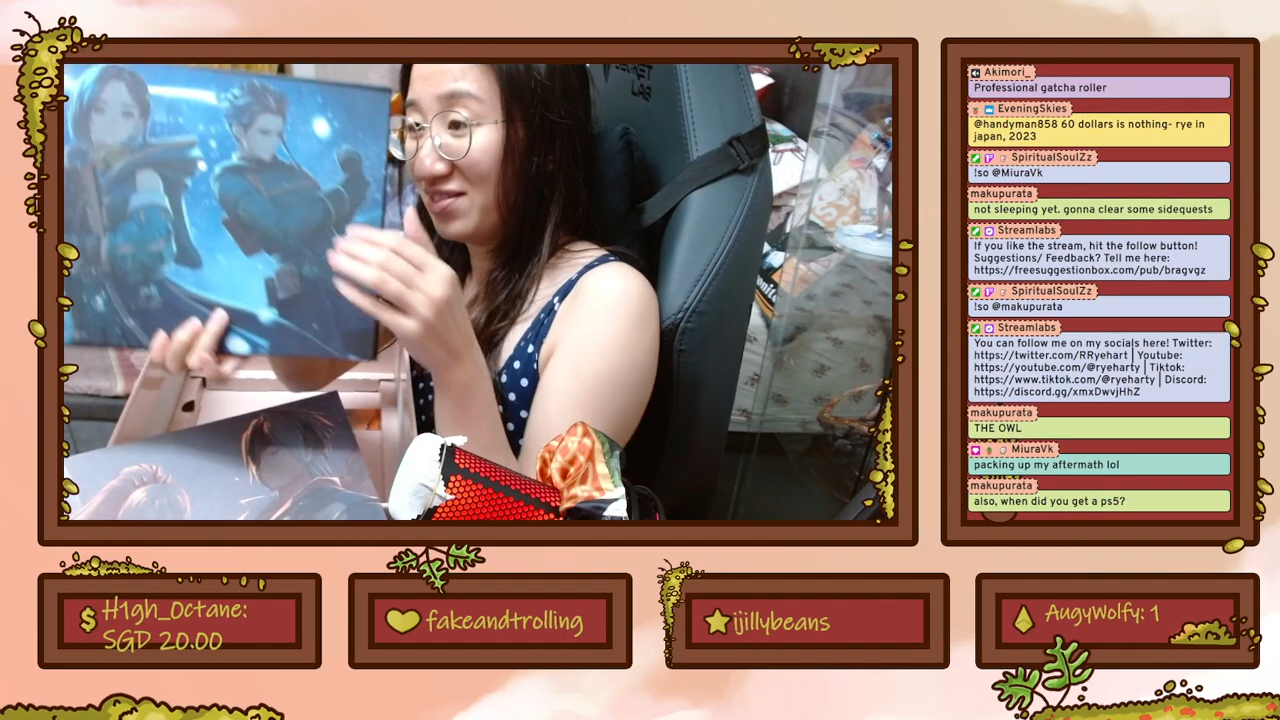 SECRET
LAB
Akimori_
Professional gatcha roller
EveningSkies
@handyman858 60 dollars is nothing- rye in
japan, 2023
SpiritualSoulZz
!so @MiuraVk
makupurata
not sleeping yet. gonna clear some sidequests
Streamlabs
If you like the stream, hit the follow button!
Suggestions/ Feedback? Tell me here:
https://freesuggestionbox.com/pub/bragvgz
SpiritualSoulZz
!so @makupurata
Streamlabs
You can follow me on my socials here! Twitter:
https://twitter.com/RRyehart | Youtube:
https://youtube.com/@ryeharty | Tiktok:
https://www.tiktok.com/@ryeharty | Discord:
https://discord.gg/xmxDwvjHhZ
makupurata
THE OWL
MiuraVk
packing up my aftermath lol
makupurata
also, when did you get a ps5?
$ H1gh_Octane:
SGD 20.00
fakeandtrolling
ijillybeans
AugyWolfy: 1